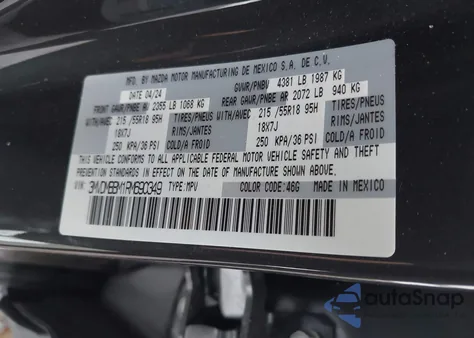 MFD. BY MAZDA MOTOR MANUFACTURING DE MEXICO S.A. DE C.V.
DATE 04/24 GVWR/PNBV 4381 LB 1987 KG
FRONT GAWR/PNBE AV 2355 LB 1068 KG REAR GAWR/PNBE AR 2072 LB 940 KG
WITH/AVEC 215/55R18 95H TIRES/PNEUS WITH/AVEC 215/55R18 95H TIRES/PNEUS
18X7J RIMS/JANTES 18X7J RIMS/JANTES
250 KPA/36 PSI COLD/A FROID 250 KPA/36 PSI COLD/A FROID
THIS VEHICLE CONFORMS TO ALL APPLICABLE FEDERAL MOTOR VEHICLE SAFETY, BUMPER, AND
THEFT PREVENTION STANDARDS IN EFFECT ON THE DATE OF MANUFACTURE SHOWN ABOVE.
VIN: TYPE: MPV COLOR CODE: 46G
autoSnap